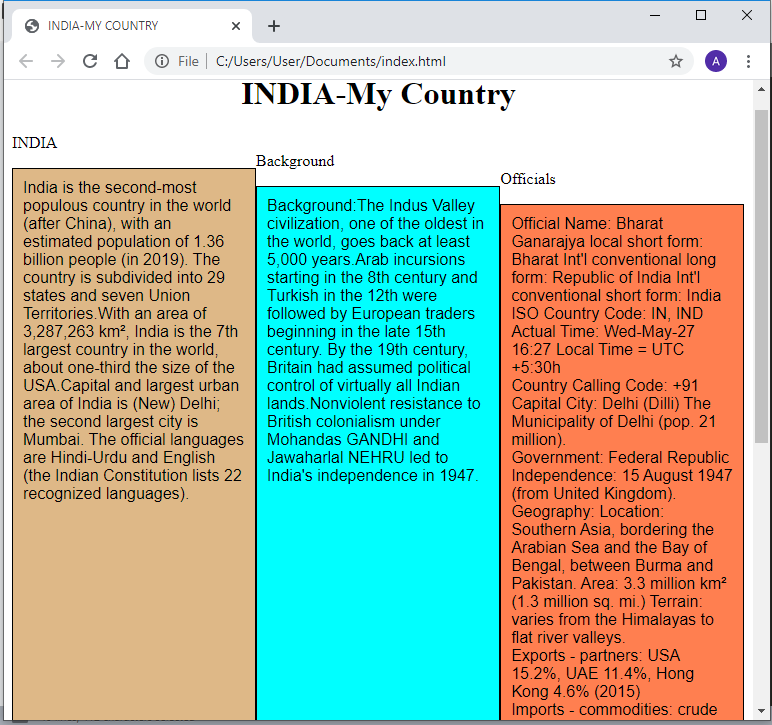 INDIA-MY COUNTRY
File
C:/Users/User/Documents/index.html
A
INDIA-My Country
INDIA
India is the second-most
populous country in the world
(after China), with an
estimated population of 1.36
billion people (in 2019). The
country is subdivided into 29
states and seven Union
Territories.With an area of
3,287,263 km², India is the 7th
largest country in the world,
about one-third the size of the
USA.Capital and largest urban
area of India is (New) Delhi;
the second largest city is
Mumbai. The official languages
are Hindi-Urdu and English
(the Indian Constitution lists 22
recognized languages).
Background
Background:The Indus Valley
civilization, one of the oldest in
the world, goes back at least
5,000 years.Arab incursions
starting in the 8th century and
Turkish in the 12th were
followed by European traders
beginning in the late 15th
century. By the 19th century,
Britain had assumed political
control of virtually all Indian
lands.Nonviolent resistance to
British colonialism under
Mohandas GANDHI and
Jawaharlal NEHRU led to
India's independence in 1947.
Officials
Official Name: Bharat
Ganarajya local short form:
Bharat Int'l conventional long
form: Republic of India Int'l
conventional short form: India
ISO Country Code: IN, IND
Actual Time: Wed-May-27
16:27 Local Time = UTC
+5:30h
Country Calling Code: +91
Capital City: Delhi (Dilli) The
Municipality of Delhi (pop. 21
million).
Government: Federal Republic
Independence: 15 August 1947
(from United Kingdom).
Geography: Location:
Southern Asia, bordering the
Arabian Sea and the Bay of
Bengal, between Burma and
Pakistan. Area: 3.3 million km²
(1.3 million sq. mi.) Terrain:
varies from the Himalayas to
flat river valleys.
Exports - partners: USA
15.2%, UAE 11.4%, Hong
Kong 4.6% (2015)
Imports - commodities: crude